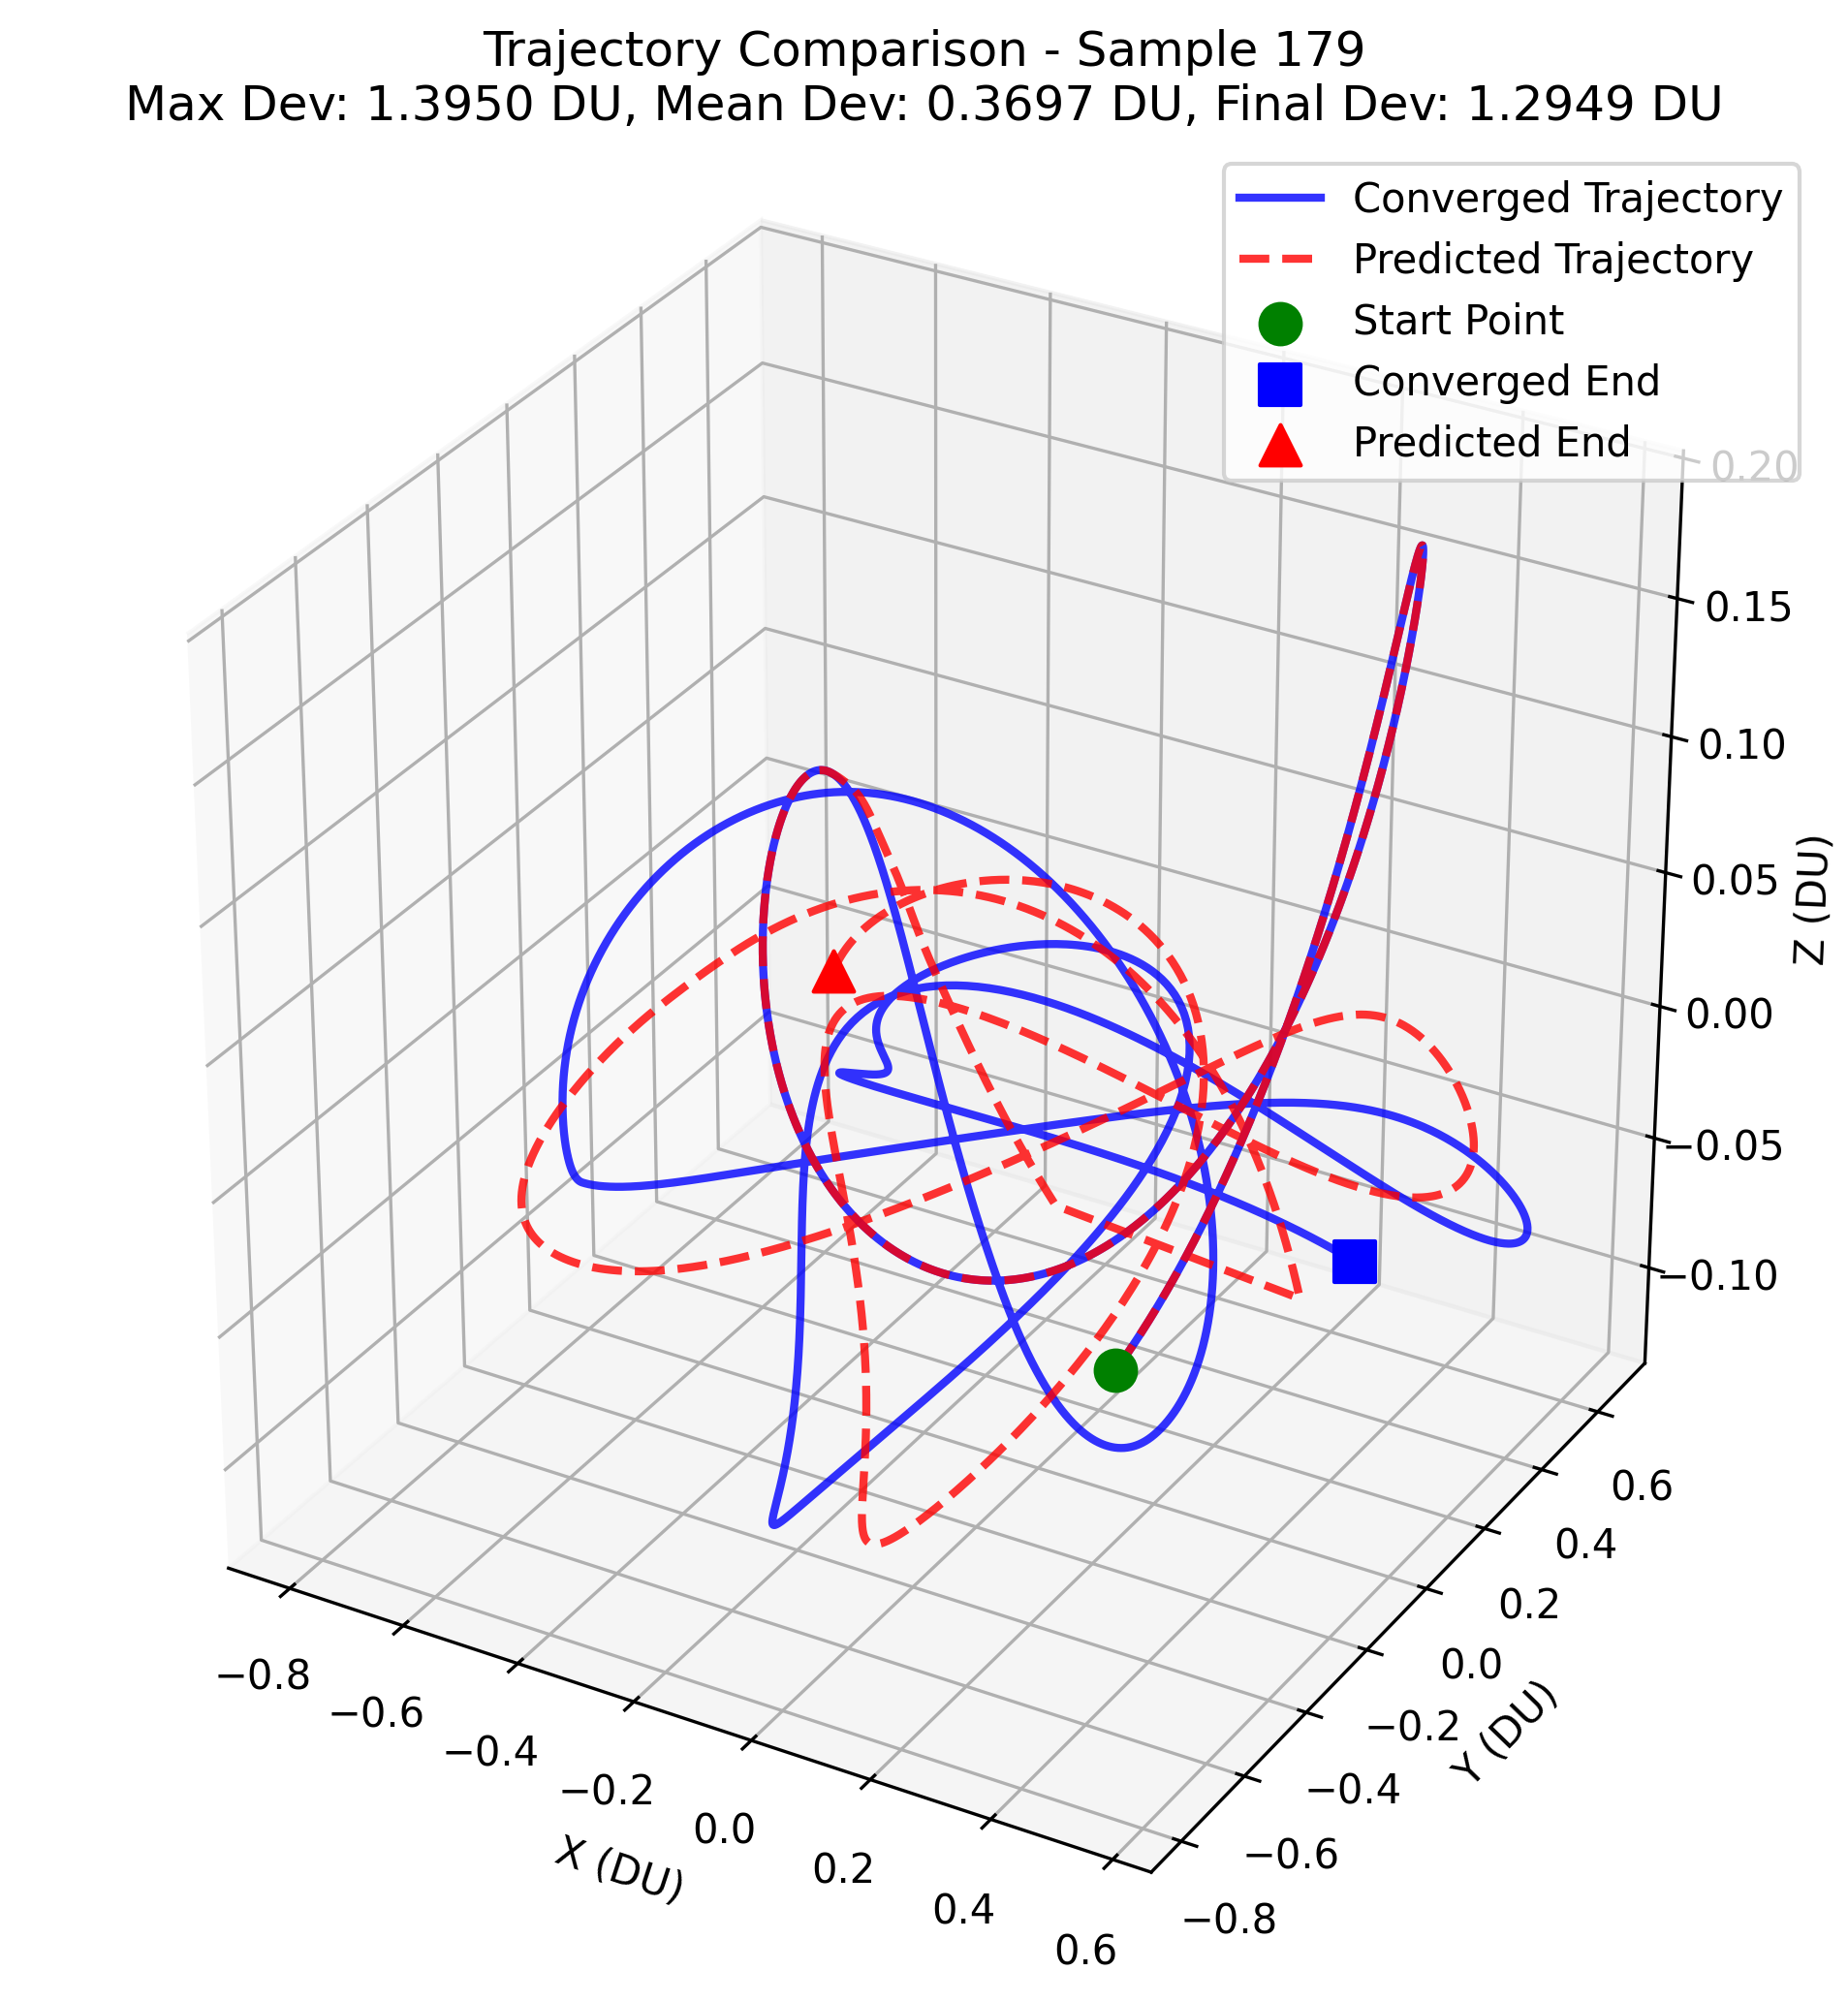 Trajectory Comparison - Sample 179
Max Dev: 1.3950 DU, Mean Dev: 0.3697 DU, Final Dev: 1.2949 DU
Converged Trajectory
Predicted Trajectory
Start Point
Converged End
Predicted End
0.20
0.15
0.10
0.05
0.00
−0.05
−0.10
Z (DU)
0.6
0.4
0.2
0.0
−0.2
−0.4
−0.6
−0.8
Y (DU)
−0.8
−0.6
−0.4
−0.2
0.0
0.2
0.4
0.6
X (DU)